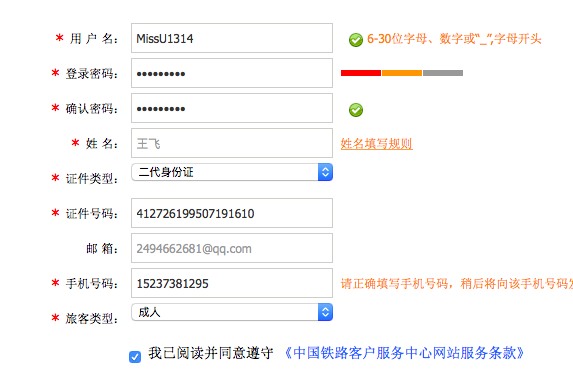 * 用 户 名： MissU1314 6-30位字母、数字或“_”,字母开头
* 登录密码： •••••••••
* 确认密码： •••••••••
* 姓 名： 王飞 姓名填写规则
* 证件类型： 二代身份证
* 证件号码： 412726199507191610
邮 箱： 2494662681@qq.com
* 手机号码： 15237381295 请正确填写手机号码，稍后将向该手机号码发
* 旅客类型： 成人
我已阅读并同意遵守 《中国铁路客户服务中心网站服务条款》